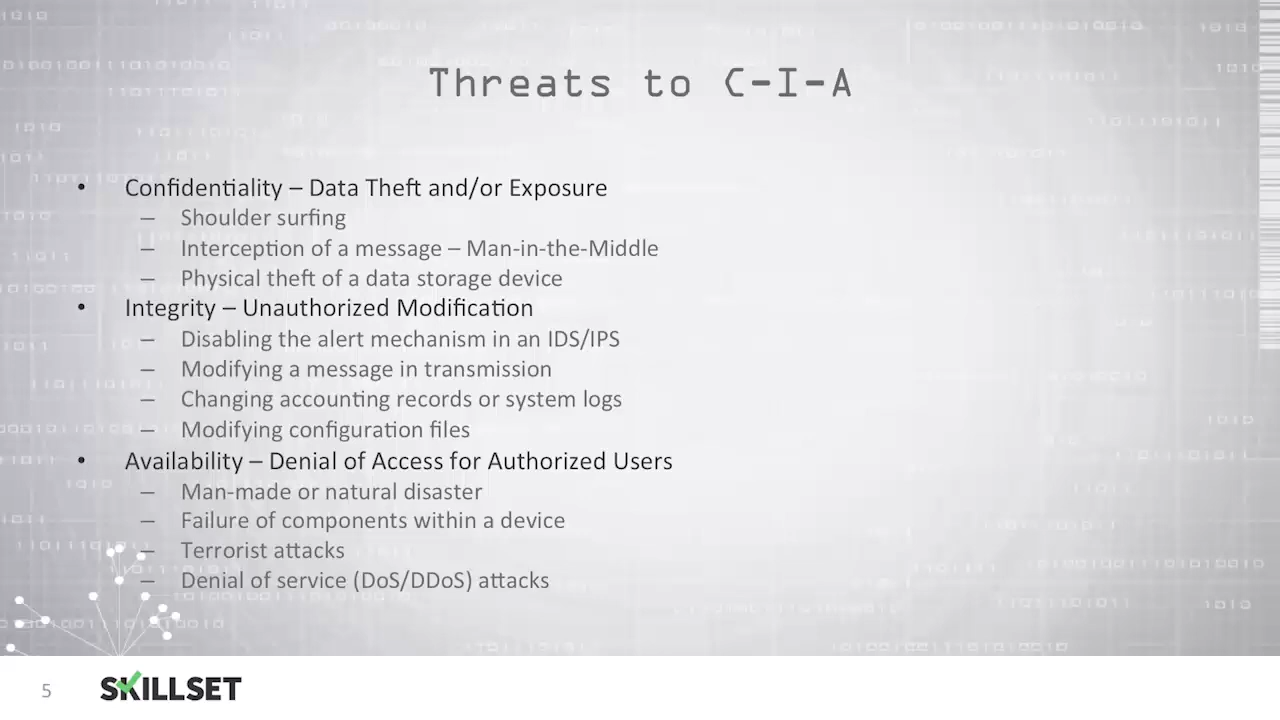 Threats to C-I-A
• Confidentiality – Data Theft and/or Exposure
– Shoulder surfing
– Interception of a message – Man-in-the-Middle
– Physical theft of a data storage device
• Integrity – Unauthorized Modification
– Disabling the alert mechanism in an IDS/IPS
– Modifying a message in transmission
– Changing accounting records or system logs
– Modifying configuration files
• Availability – Denial of Access for Authorized Users
– Man-made or natural disaster
– Failure of components within a device
– Terrorist attacks
– Denial of service (DoS/DDoS) attacks
5
SKILLSET